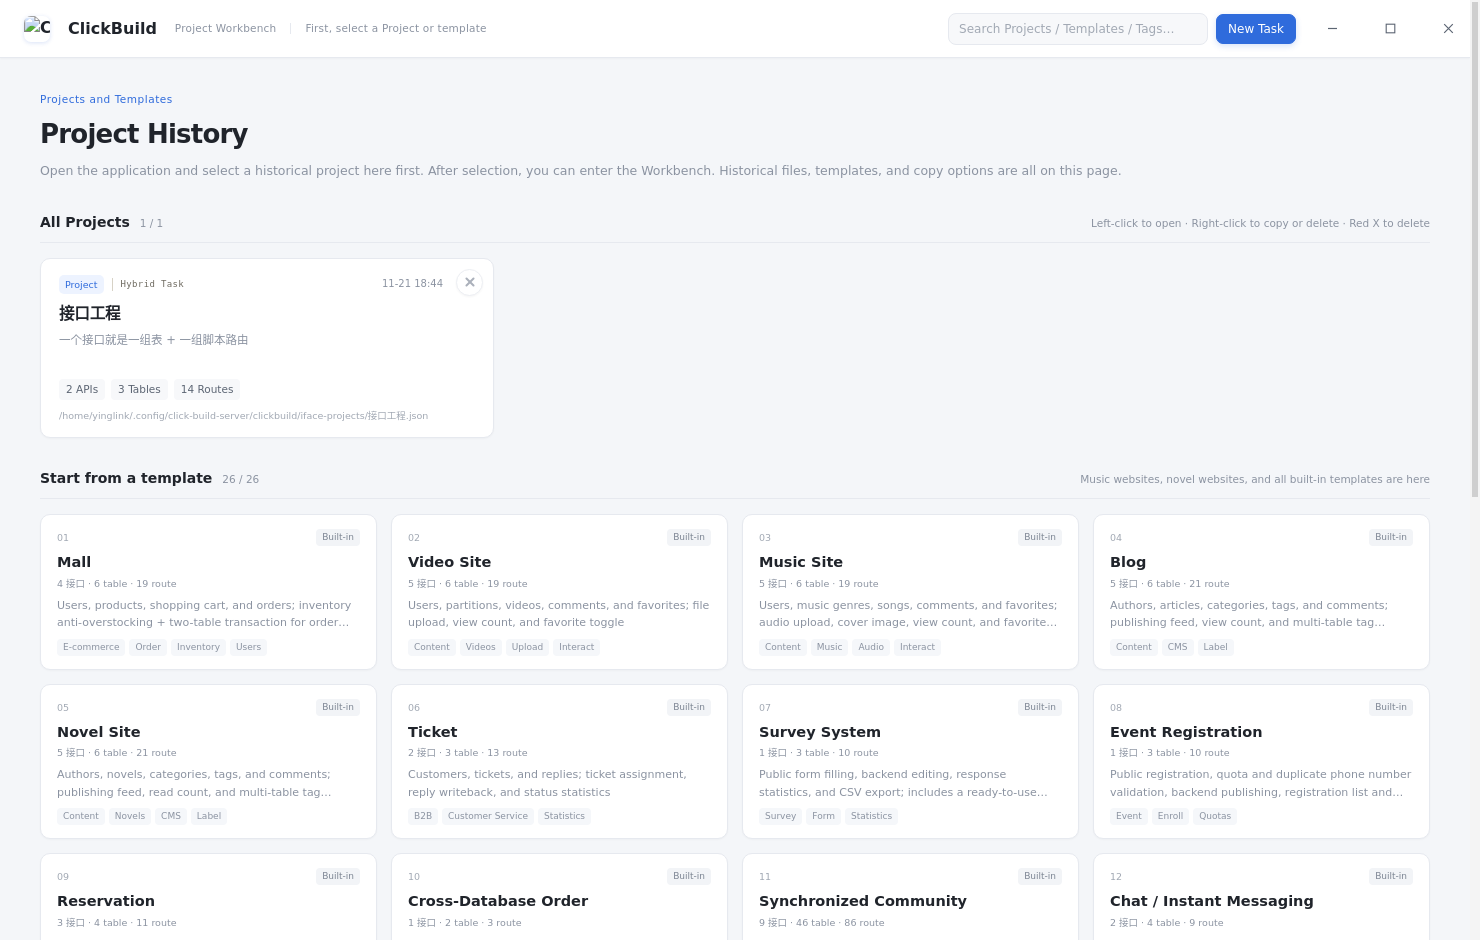 C
ClickBuild
Project Workbench
First, select a Project or template
Search Projects / Templates / Tags...
New Task
Projects and Templates
Project History
Open the application and select a historical project here first. After selection, you can enter the Workbench. Historical files, templates, and copy options are all on this page.
All Projects 1 / 1
Left-click to open · Right-click to copy or delete · Red X to delete
Project
Hybrid Task
11-21 18:44
接口工程
一个接口就是一组表 + 一组脚本路由
2 APIs
3 Tables
14 Routes
/home/yinglink/.config/click-build-server/clickbuild/iface-projects/接口工程.json
Start from a template 26 / 26
Music websites, novel websites, and all built-in templates are here
01
Built-in
Mall
4 接口 · 6 table · 19 route
Users, products, shopping cart, and orders; inventory
anti-overstocking + two-table transaction for order...
E-commerce
Order
Inventory
Users
02
Built-in
Video Site
5 接口 · 6 table · 19 route
Users, partitions, videos, comments, and favorites; file
upload, view count, and favorite toggle
Content
Videos
Upload
Interact
03
Built-in
Music Site
5 接口 · 6 table · 19 route
Users, music genres, songs, comments, and favorites;
audio upload, cover image, view count, and favorite...
Content
Music
Audio
Interact
04
Built-in
Blog
5 接口 · 6 table · 21 route
Authors, articles, categories, tags, and comments;
publishing feed, view count, and multi-table tag...
Content
CMS
Label
05
Built-in
Novel Site
5 接口 · 6 table · 21 route
Authors, novels, categories, tags, and comments;
publishing feed, read count, and multi-table tag...
Content
Novels
CMS
Label
06
Built-in
Ticket
2 接口 · 3 table · 13 route
Customers, tickets, and replies; ticket assignment,
reply writeback, and status statistics
B2B
Customer Service
Statistics
07
Built-in
Survey System
1 接口 · 3 table · 10 route
Public form filling, backend editing, response
statistics, and CSV export; includes a ready-to-use...
Survey
Form
Statistics
08
Built-in
Event Registration
1 接口 · 3 table · 10 route
Public registration, quota and duplicate phone number
validation, backend publishing, registration list and...
Event
Enroll
Quotas
09
Built-in
Reservation
3 接口 · 4 table · 11 route
10
Built-in
Cross-Database Order
1 接口 · 2 table · 3 route
11
Built-in
Synchronized Community
9 接口 · 46 table · 86 route
12
Built-in
Chat / Instant Messaging
2 接口 · 4 table · 9 route